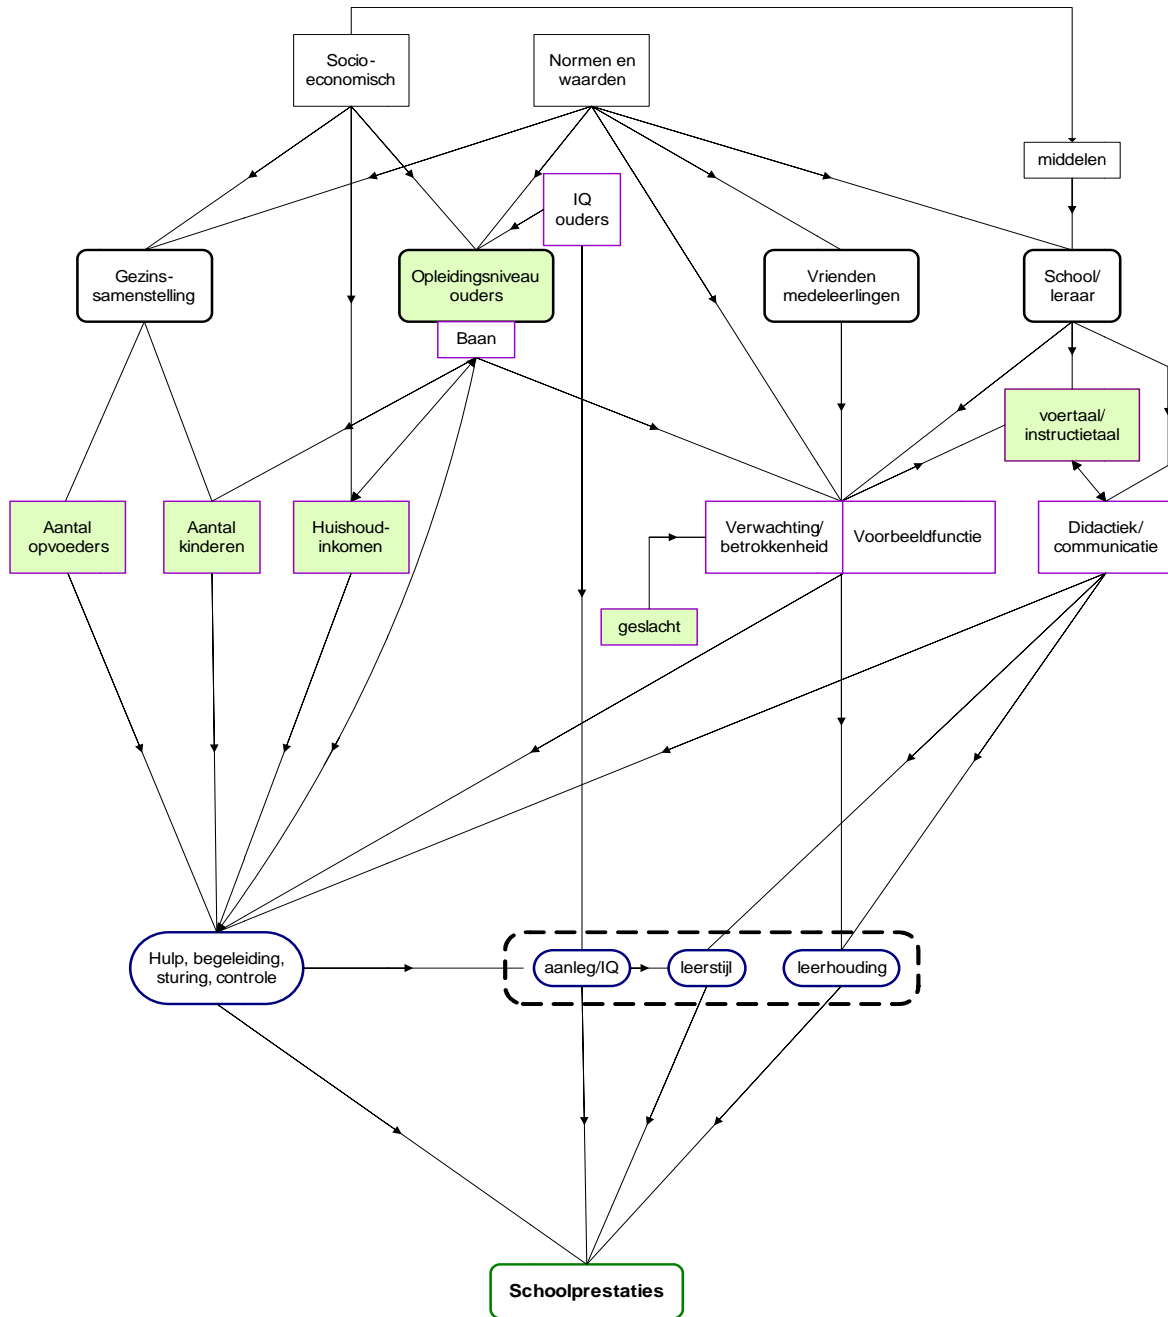 Socio-
economisch
Normen en
waarden
middelen
IQ
ouders
Gezins-
samenstelling
Opleidingsniveau
ouders
Vrienden
medeleerlingen
School/
leraar
Baan
voertaal/
instructietaal
Aantal
opvoeders
Aantal
kinderen
Huishoud-
inkomen
Verwachting/
betrokkenheid
Voorbeeldfunctie
Didactiek/
communicatie
geslacht
Hulp, begeleiding,
sturing, controle
aanleg/IQ
leerstijl
leerhouding
Schoolprestaties